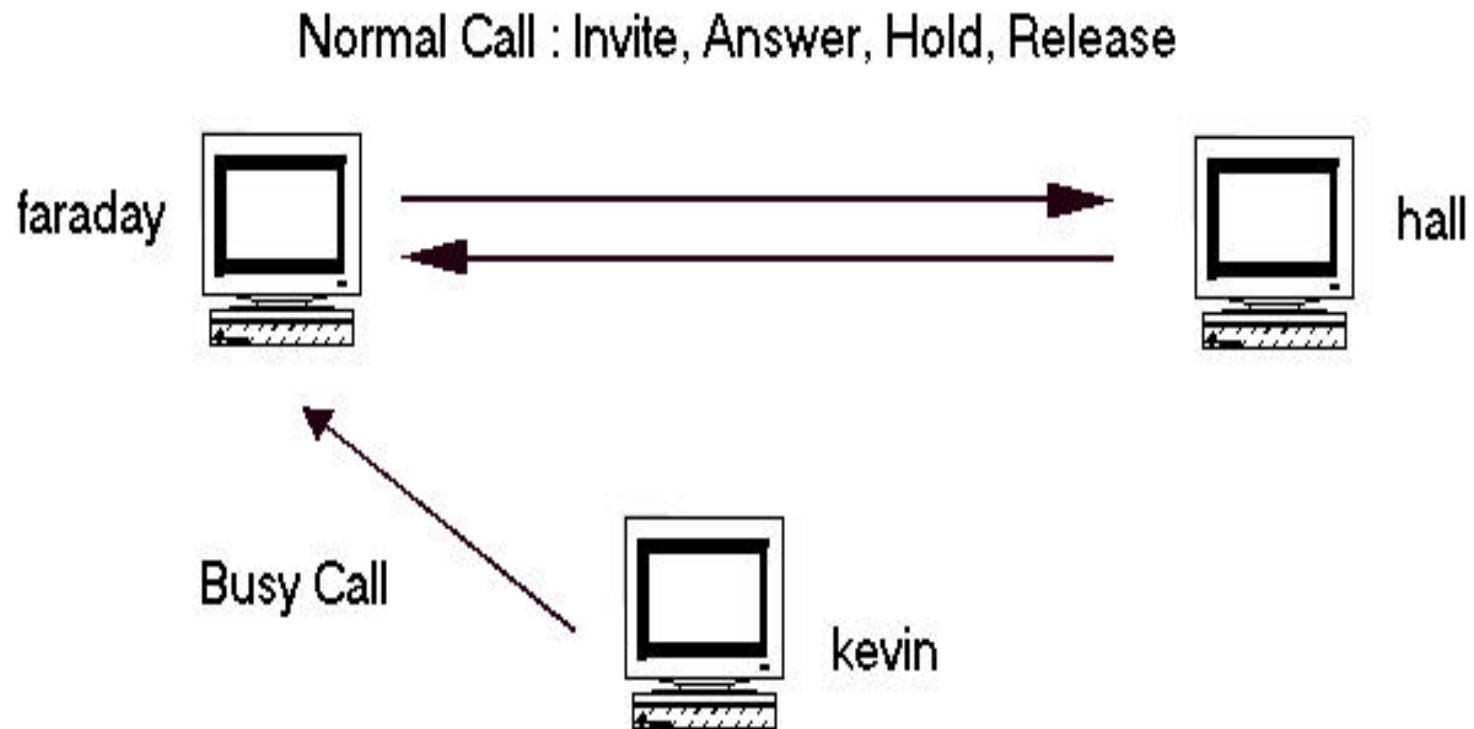 Normal Call : Invite, Answer, Hold, Release
faraday
hall
Busy Call
kevin